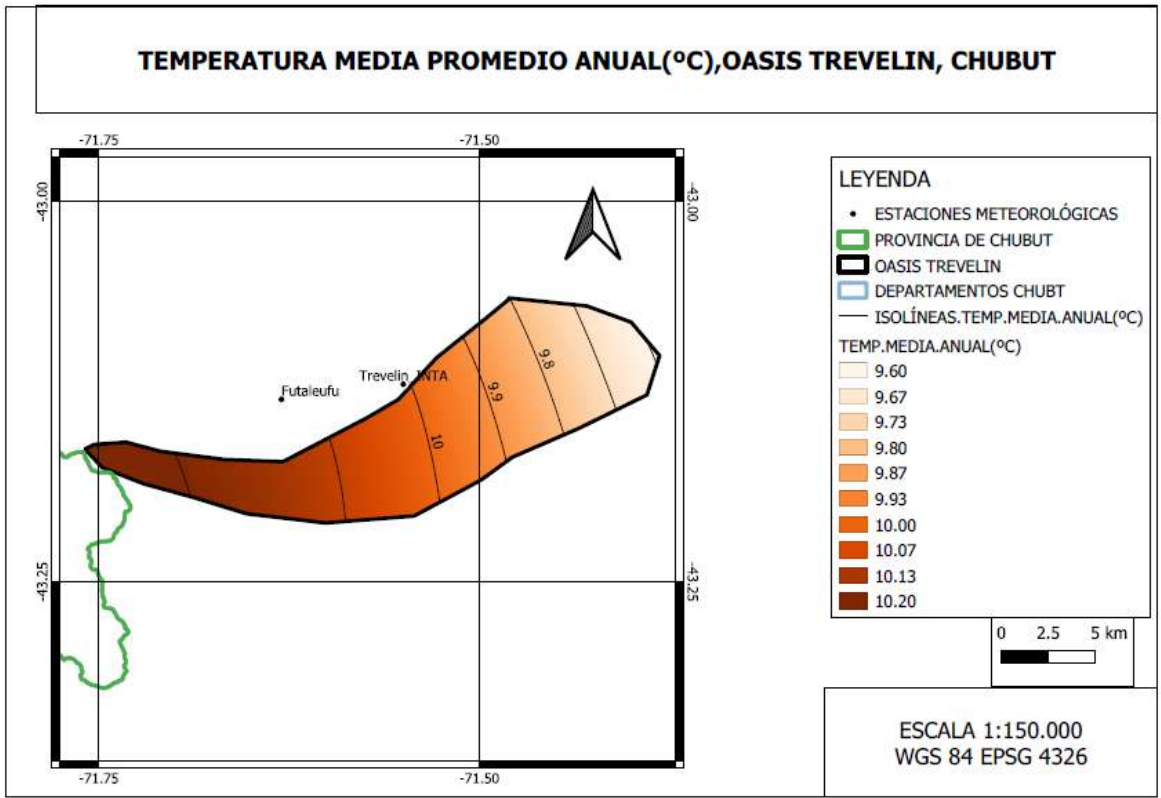 TEMPERATURA MEDIA PROMEDIO ANUAL(ºC),OASIS TREVELIN, CHUBUT
-71.75
-71.50
-43.00
-43.00
9.8
Trevelin INTA
Futaleufu
9.9
10
-43.25
-43.25
-71.75
-71.50
LEYENDA
ESTACIONES METEOROLÓGICAS
PROVINCIA DE CHUBUT
OASIS TREVELIN
DEPARTAMENTOS CHUBT
ISOLÍNEAS.TEMP.MEDIA.ANUAL(ºC)
TEMP.MEDIA.ANUAL(ºC)
9.60
9.67
9.73
9.80
9.87
9.93
10.00
10.07
10.13
10.20
0 2.5 5 km
ESCALA 1:150.000
WGS 84 EPSG 4326